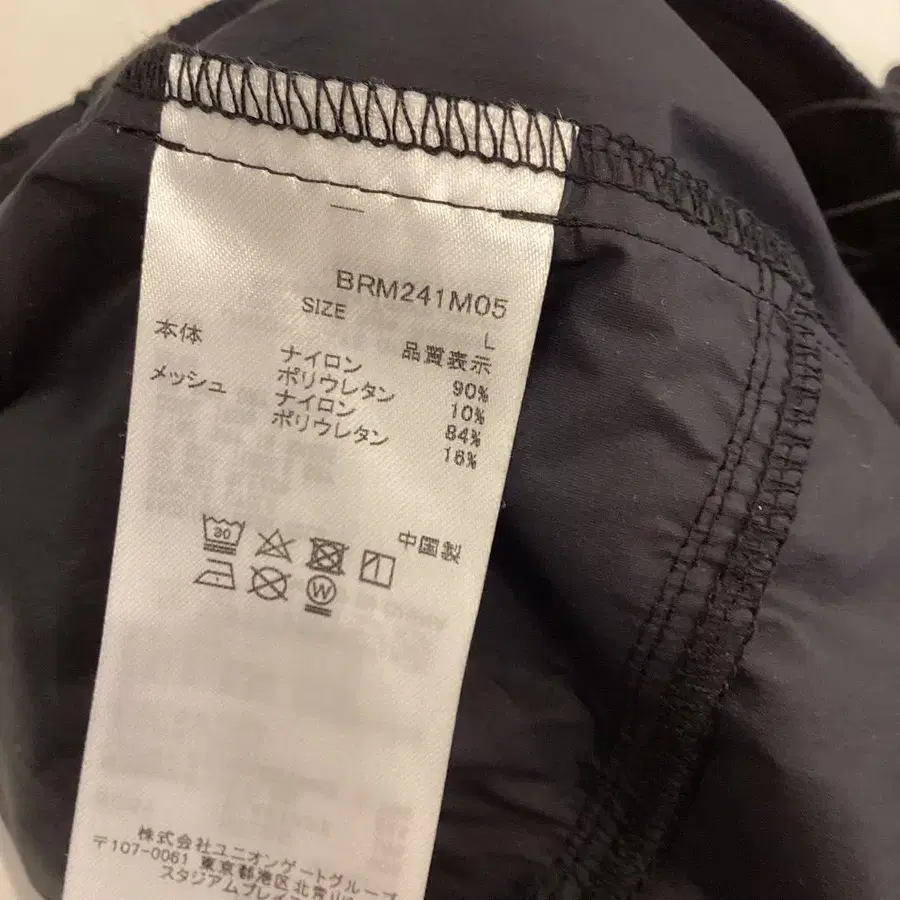 BRM241M05
SIZE
L
品質表示
本体 ナイロン 90%
ポリウレタン 10%
メッシュ ナイロン 84%
ポリウレタン 16%
中国製
30
W
株式会社ユニオンゲートグループ
〒107-0061 東京都港区北青山
スタジアムプレイ